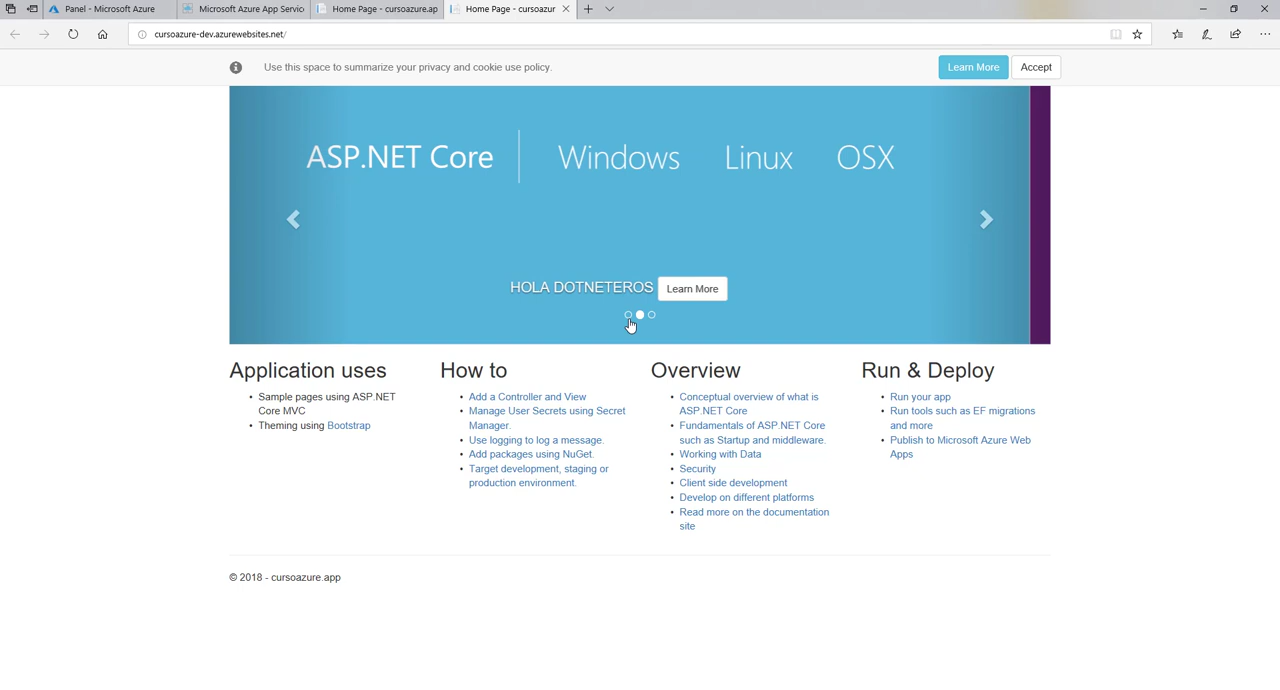 Panel - Microsoft Azure
Microsoft Azure App Servic
Home Page - cursoazure.ap
Home Page - cursoazur
cursoazure-dev.azurewebsites.net/
Use this space to summarize your privacy and cookie use policy.
Learn More
Accept
ASP.NET Core
Windows
Linux
OSX
HOLA DOTNETEROS
Learn More
Application uses
Sample pages using ASP.NET
Core MVC
Theming using Bootstrap
How to
Add a Controller and View
Manage User Secrets using Secret
Manager.
Use logging to log a message.
Add packages using NuGet.
Target development, staging or
production environment.
Overview
Conceptual overview of what is
ASP.NET Core
Fundamentals of ASP.NET Core
such as Startup and middleware.
Working with Data
Security
Client side development
Develop on different platforms
Read more on the documentation
site
Run & Deploy
Run your app
Run tools such as EF migrations
and more
Publish to Microsoft Azure Web
Apps
© 2018 - cursoazure.app